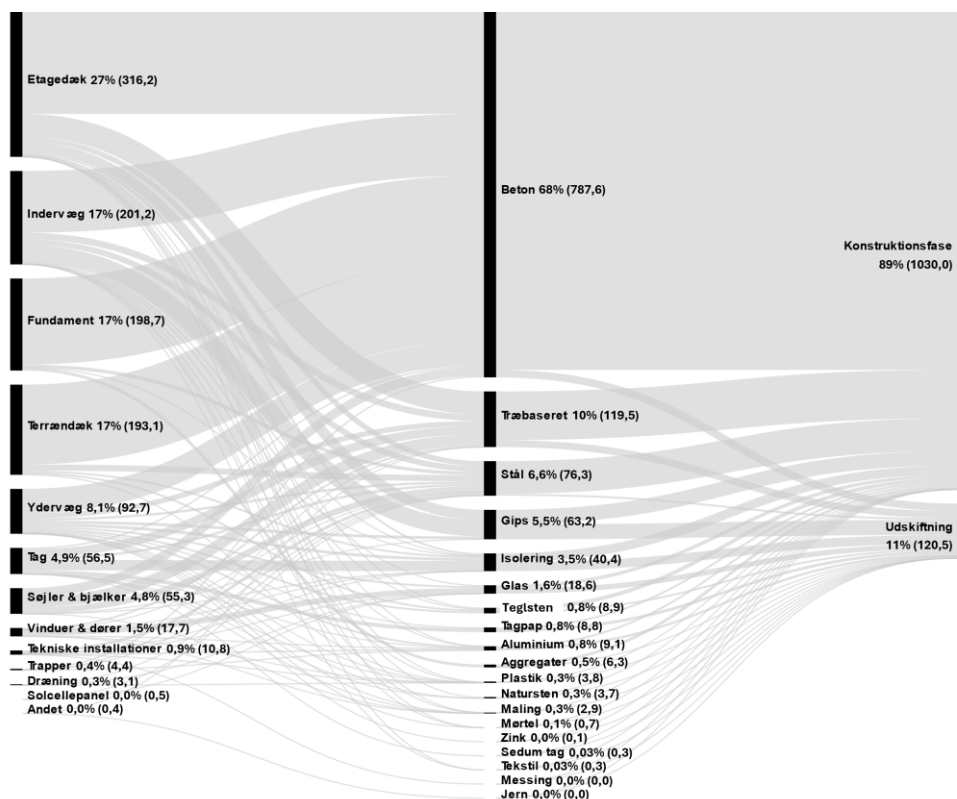 Etagedæk 27% (316,2)
Indervæg 17% (201,2)
Fundament 17% (198,7)
Terrændæk 17% (193,1)
Ydervæg 8,1% (92,7)
Tag 4,9% (56,5)
Søjler & bjælker 4,8% (55,3)
Vinduer & dører 1,5% (17,7)
Tekniske installationer 0,9% (10,8)
Trapper 0,4% (4,4)
Dræning 0,3% (3,1)
Solcellepanel 0,0% (0,5)
Andet 0,0% (0,4)
Beton 68% (787,6)
Træbaseret 10% (119,5)
Stål 6,6% (76,3)
Gips 5,5% (63,2)
Isolering 3,5% (40,4)
Glas 1,6% (18,6)
Teglsten 0,8% (8,9)
Tagpap 0,8% (8,8)
Aluminium 0,8% (9,1)
Aggregater 0,5% (6,3)
Plastik 0,3% (3,8)
Natursten 0,3% (3,7)
Maling 0,3% (2,9)
Mørtel 0,1% (0,7)
Zink 0,0% (0,1)
Sedum tag 0,03% (0,3)
Tekstil 0,03% (0,3)
Messing 0,0% (0,0)
Jern 0,0% (0,0)
Konstruktionsfase
89% (1030,0)
Udskiftning
11% (120,5)